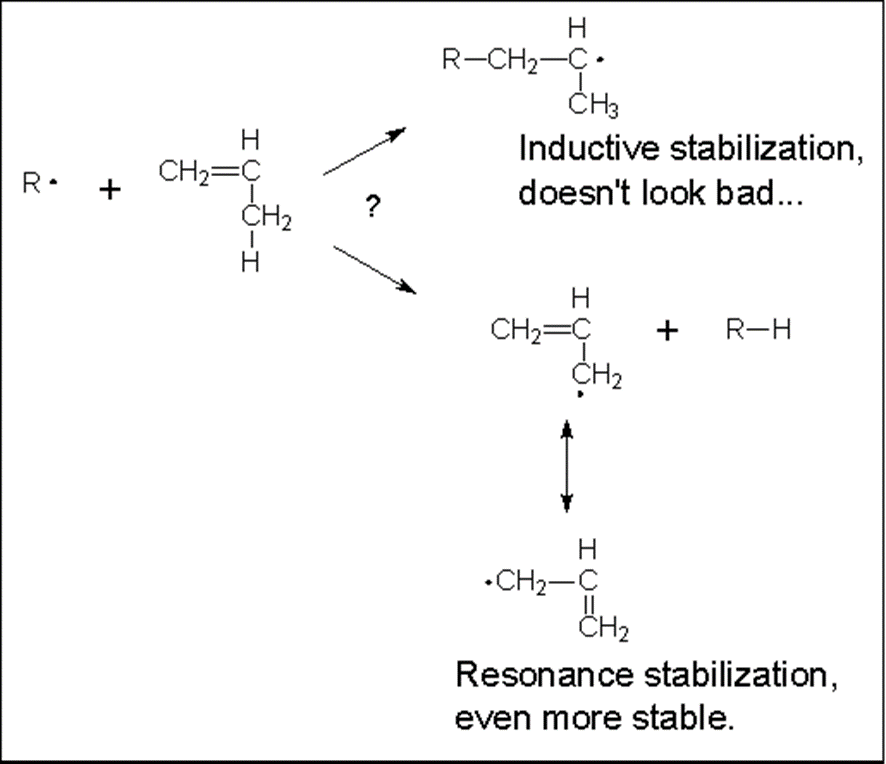 H
R–CH₂–C•
CH₃
Inductive stabilization,
doesn't look bad...
R• + CH₂=C
H
CH₂
H
?
H
CH₂=C + R–H
CH₂
•
H
•CH₂–C
CH₂
Resonance stabilization,
even more stable.